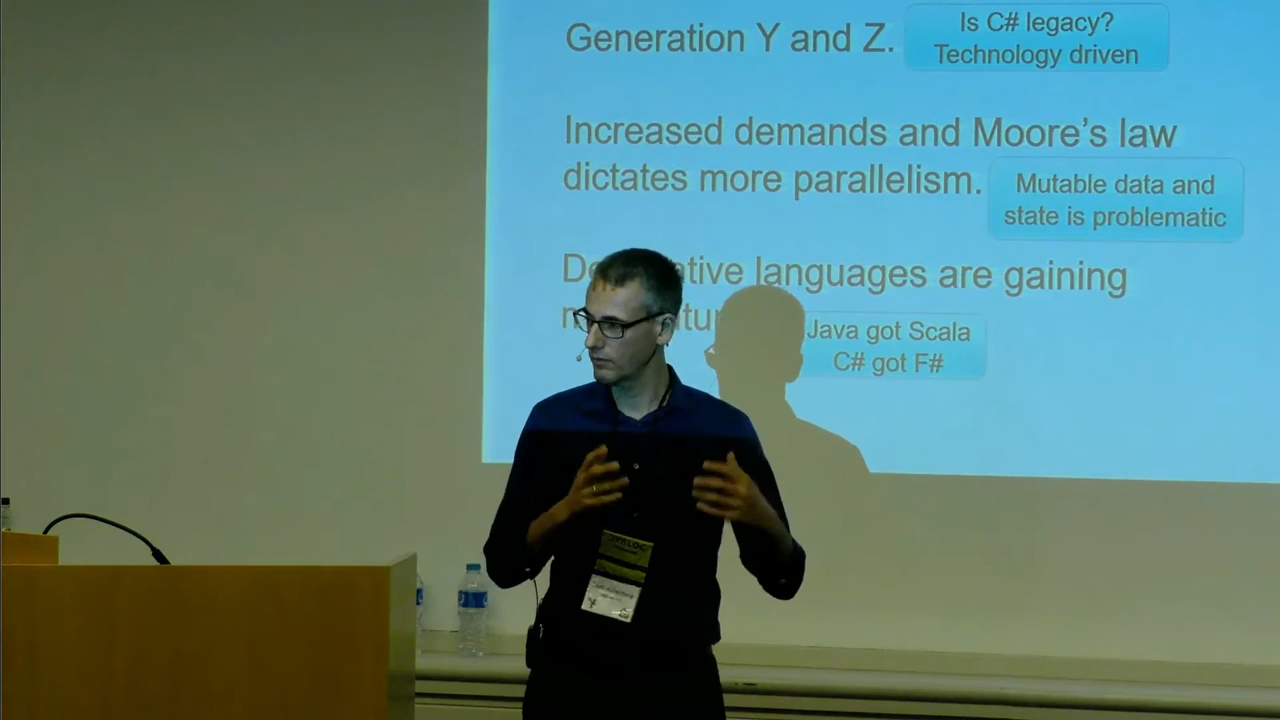 Generation Y and Z.
Is C# legacy?
Technology driven
Increased demands and Moore's law
dictates more parallelism.
Mutable data and
state is problematic
languages are gaining
Java got Scala
C# got F#
DYALOG